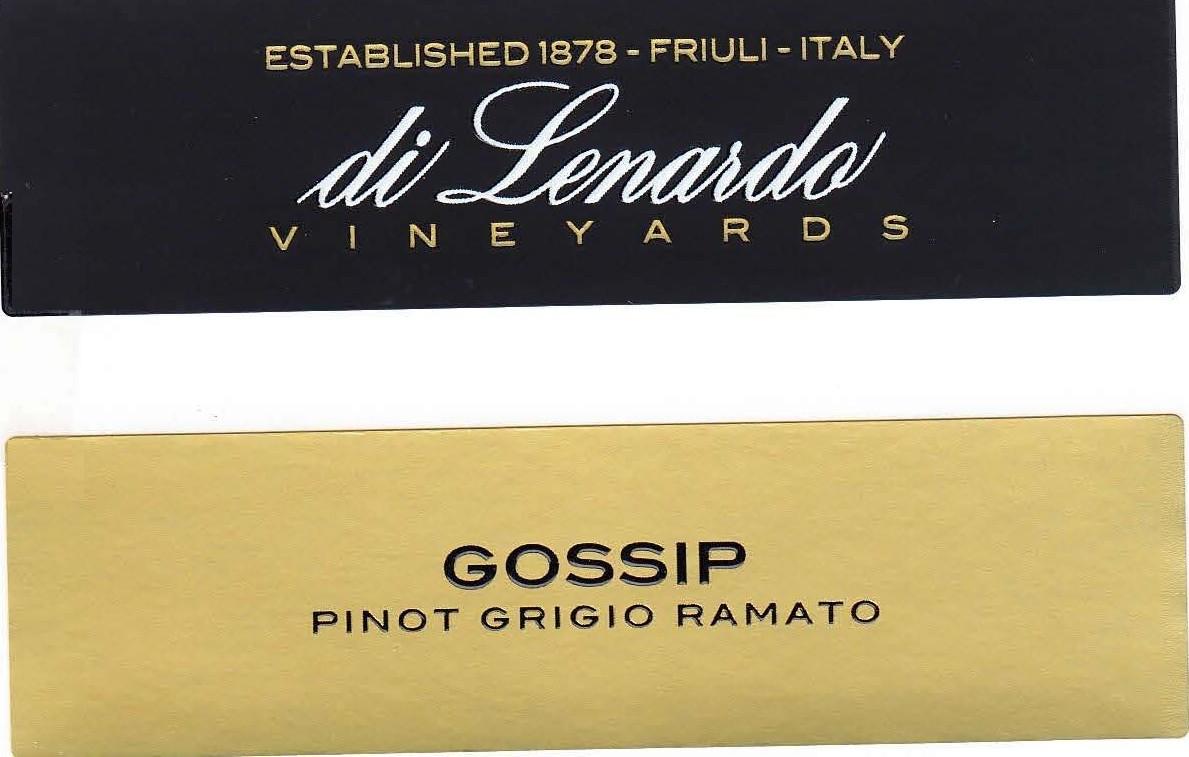 ESTABLISHED 1878 - FRIULI - ITALY
di Lenardo
VINEYARDS
GOSSIP
PINOT GRIGIO RAMATO